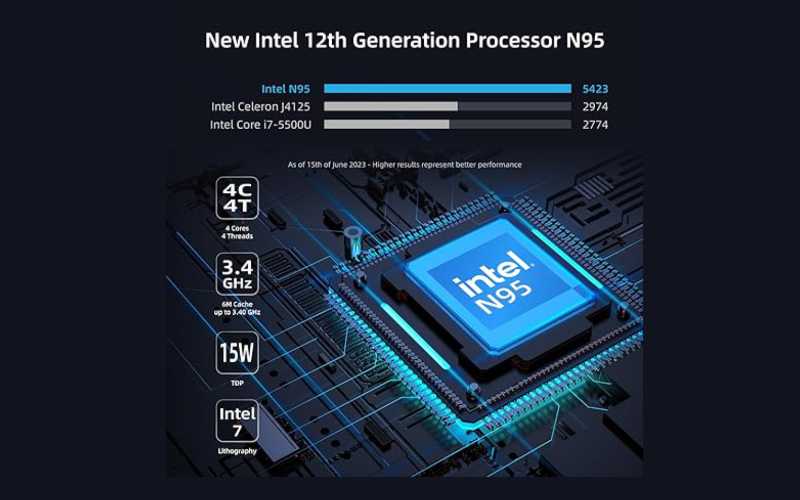 New Intel 12th Generation Processor N95
Intel N95 5423
Intel Celeron J4125 2974
Intel Core i7-5500U 2774
As of 15th of June 2023 - Higher results represent better performance
4C
4T
4 Cores
4 Threads
3.4
GHz
6M Cache
up to 3.40 GHz
15W
TDP
Intel
7
Lithography
intel.
N95